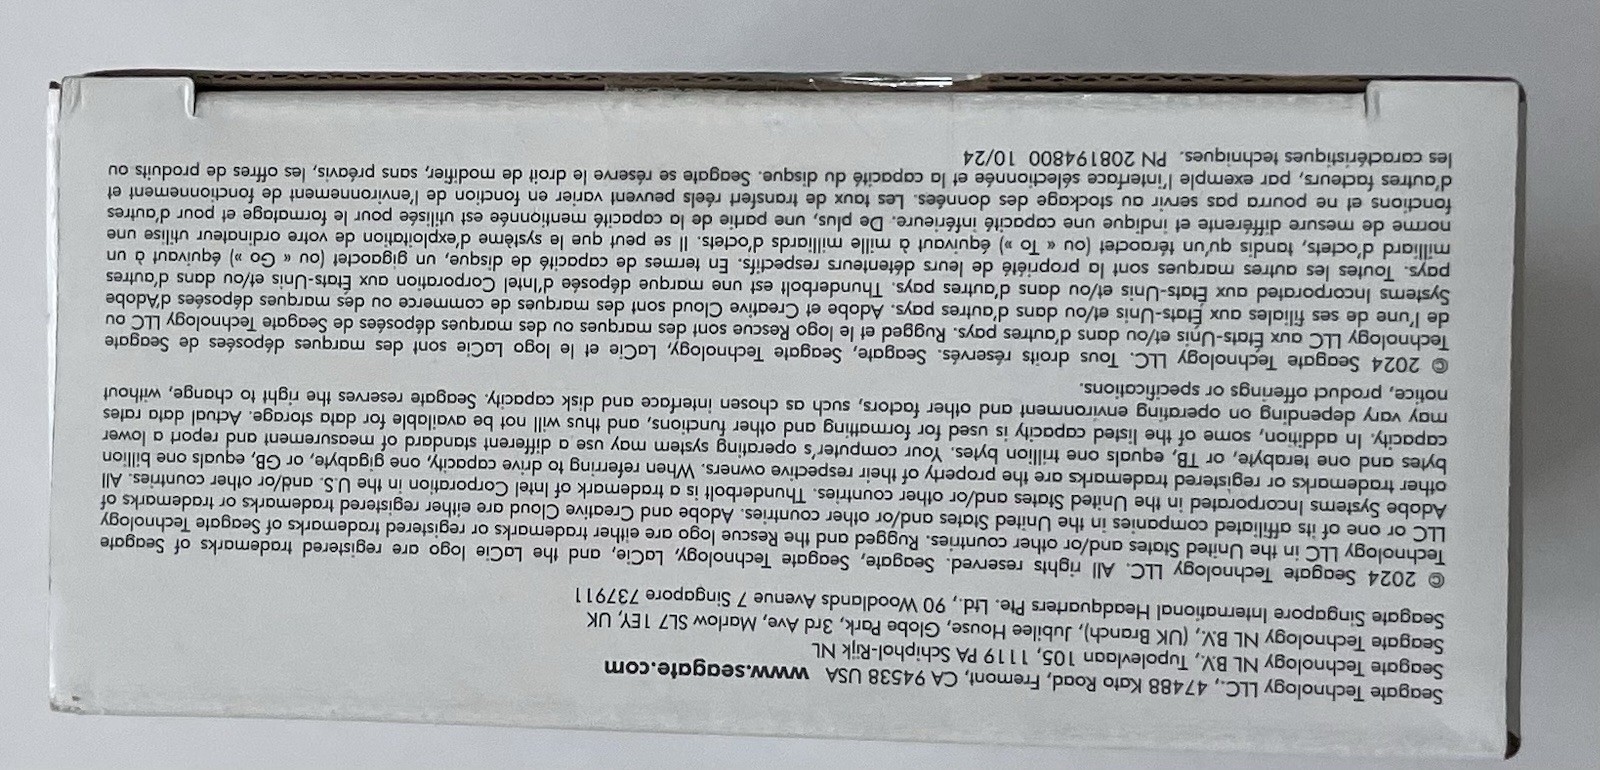 Seagate Technology LLC., 47488 Kato Road, Fremont, CA 94538 USA www.seagate.com
Seagate Technology NL B.V., Tupolevlaan 105, 1119 PA Schiphol-Rijk NL
Seagate Technology NL B.V., (UK Branch), Jubilee House, Globe Park, 3rd Ave, Marlow SL7 1EY, UK
Seagate Singapore International Headquarters Pte. Ltd., 90 Woodlands Avenue 7 Singapore 737911
© 2024 Seagate Technology LLC. All rights reserved. Seagate, Seagate Technology, LaCie, and the LaCie logo are registered trademarks of Seagate
Technology LLC in the United States and/or other countries. Rugged and the Rescue logo are either trademarks or registered trademarks of Seagate Technology
LLC or one of its affiliated companies in the United States and/or other countries. Adobe and Creative Cloud are either registered trademarks or trademarks of
Adobe Systems Incorporated in the United States and/or other countries. Thunderbolt is a trademark of Intel Corporation in the U.S. and/or other countries. All
other trademarks or registered trademarks are the property of their respective owners. When referring to drive capacity, one gigabyte, or GB, equals one billion
bytes and one terabyte, or TB, equals one trillion bytes. Your computer's operating system may use a different standard of measurement and report a lower
capacity. In addition, some of the listed capacity is used for formatting and other functions, and thus will not be available for data storage. Actual data rates
may vary depending on operating environment and other factors, such as chosen interface and disk capacity. Seagate reserves the right to change, without
notice, product offerings or specifications.
© 2024 Seagate Technology LLC. Tous droits réservés. Seagate, Seagate Technology, LaCie et le logo LaCie sont des marques déposées de Seagate
Technology LLC aux États-Unis et/ou dans d'autres pays. Rugged et le logo Rescue sont des marques ou des marques déposées de Seagate Technology LLC ou
de l'une de ses filiales aux États-Unis et/ou dans d'autres pays. Adobe et Creative Cloud sont des marques de commerce ou des marques déposées d'Adobe
Systems Incorporated aux États-Unis et/ou dans d'autres pays. Thunderbolt est une marque déposée d'Intel Corporation aux États-Unis et/ou dans d'autres
pays. Toutes les autres marques sont la propriété de leurs détenteurs respectifs. En termes de capacité de disque, un gigaoctet (ou « Go ») équivaut à un
milliard d'octets, tandis qu'un téraoctet (ou « To ») équivaut à mille milliards d'octets. Il se peut que le système d'exploitation de votre ordinateur utilise une
norme de mesure différente et indique une capacité inférieure. De plus, une partie de la capacité mentionnée est utilisée pour le formatage et pour d'autres
fonctions et ne pourra pas servir au stockage des données. Les taux de transfert réels peuvent varier en fonction de l'environnement de fonctionnement et
d'autres facteurs, par exemple l'interface sélectionnée et la capacité du disque. Seagate se réserve le droit de modifier, sans préavis, les offres de produits ou
les caractéristiques techniques. PN 208194800 10/24